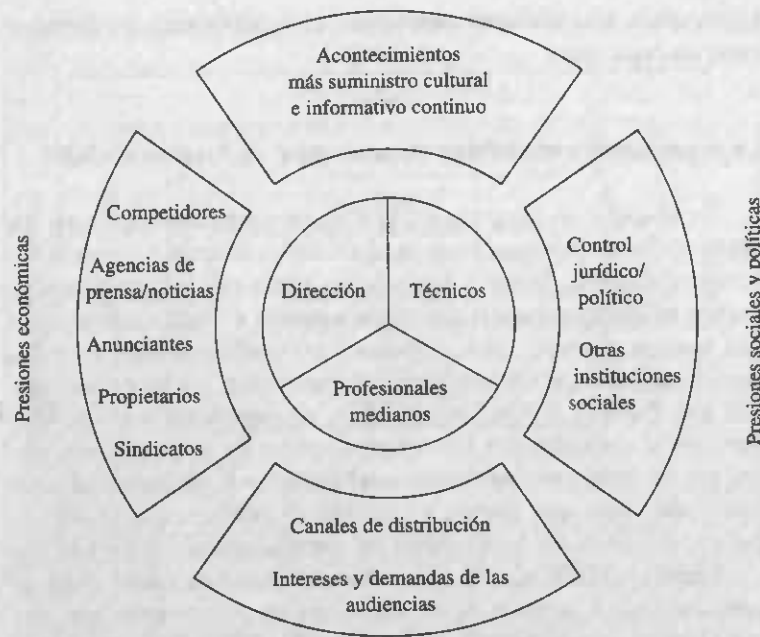 Acontecimientos
más suministro cultural
e informativo continuo
Presiones económicas
Competidores
Agencias de
prensa/noticias
Anunciantes
Propietarios
Sindicatos
Dirección
Técnicos
Profesionales
medianos
Control
jurídico/
político
Otras
instituciones
sociales
Presiones sociales y políticas
Canales de distribución
Intereses y demandas de las
audiencias